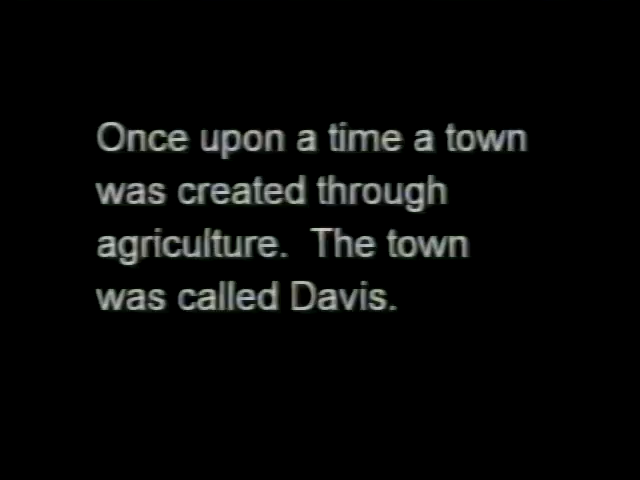 Once upon a time a town
was created through
agriculture.  The town
was called Davis.